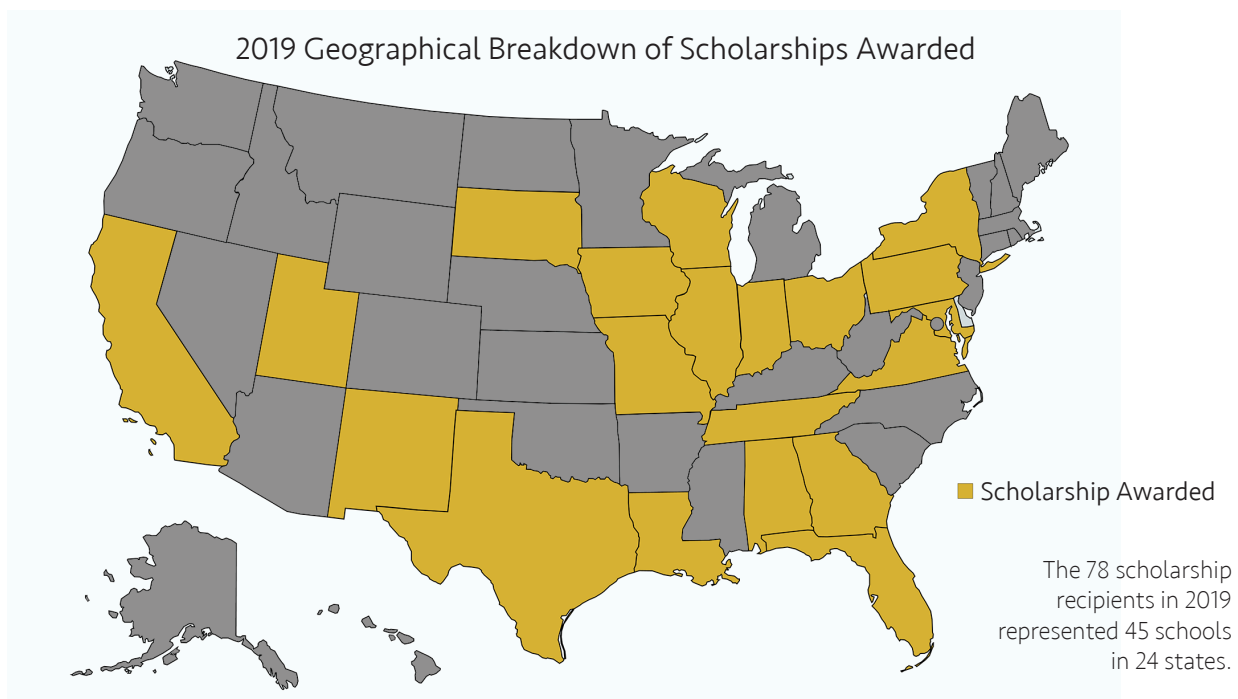 2019 Geographical Breakdown of Scholarships Awarded
Scholarship Awarded
The 78 scholarship
recipients in 2019
represented 45 schools
in 24 states.